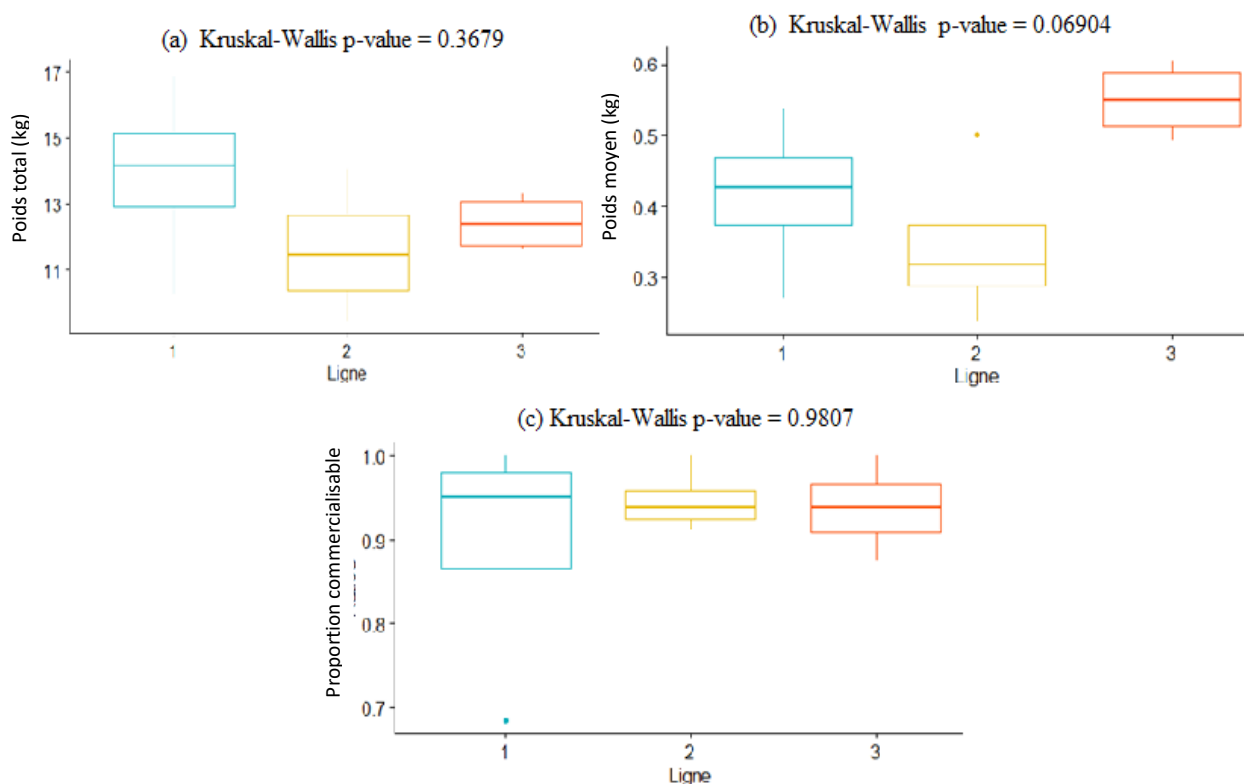 (a) Kruskal-Wallis p-value = 0.3679
Poids total (kg)
17
15
13
11
1 2 3
Ligne
(b) Kruskal-Wallis p-value = 0.06904
Poids moyen (kg)
0.6
0.5
0.4
0.3
1 2 3
Ligne
(c) Kruskal-Wallis p-value = 0.9807
Proportion commercialisable
1.0
0.9
0.8
0.7
1 2 3
Ligne